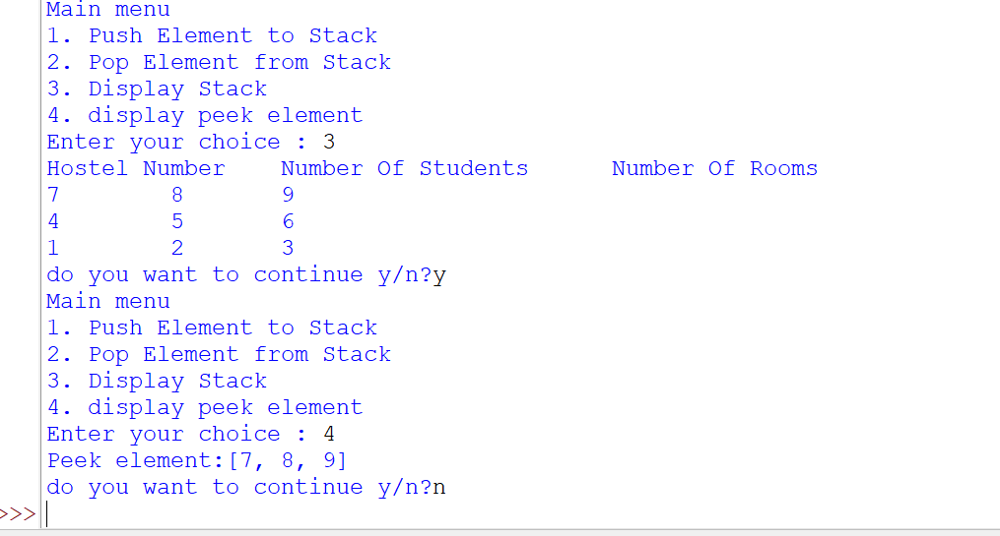 Main menu
1. Push Element to Stack
2. Pop Element from Stack
3. Display Stack
4. display peek element
Enter your choice : 3
Hostel Number    Number Of Students      Number Of Rooms
7        8       9
4        5       6
1        2       3
do you want to continue y/n?y
Main menu
1. Push Element to Stack
2. Pop Element from Stack
3. Display Stack
4. display peek element
Enter your choice : 4
Peek element:[7, 8, 9]
do you want to continue y/n?n
>>>